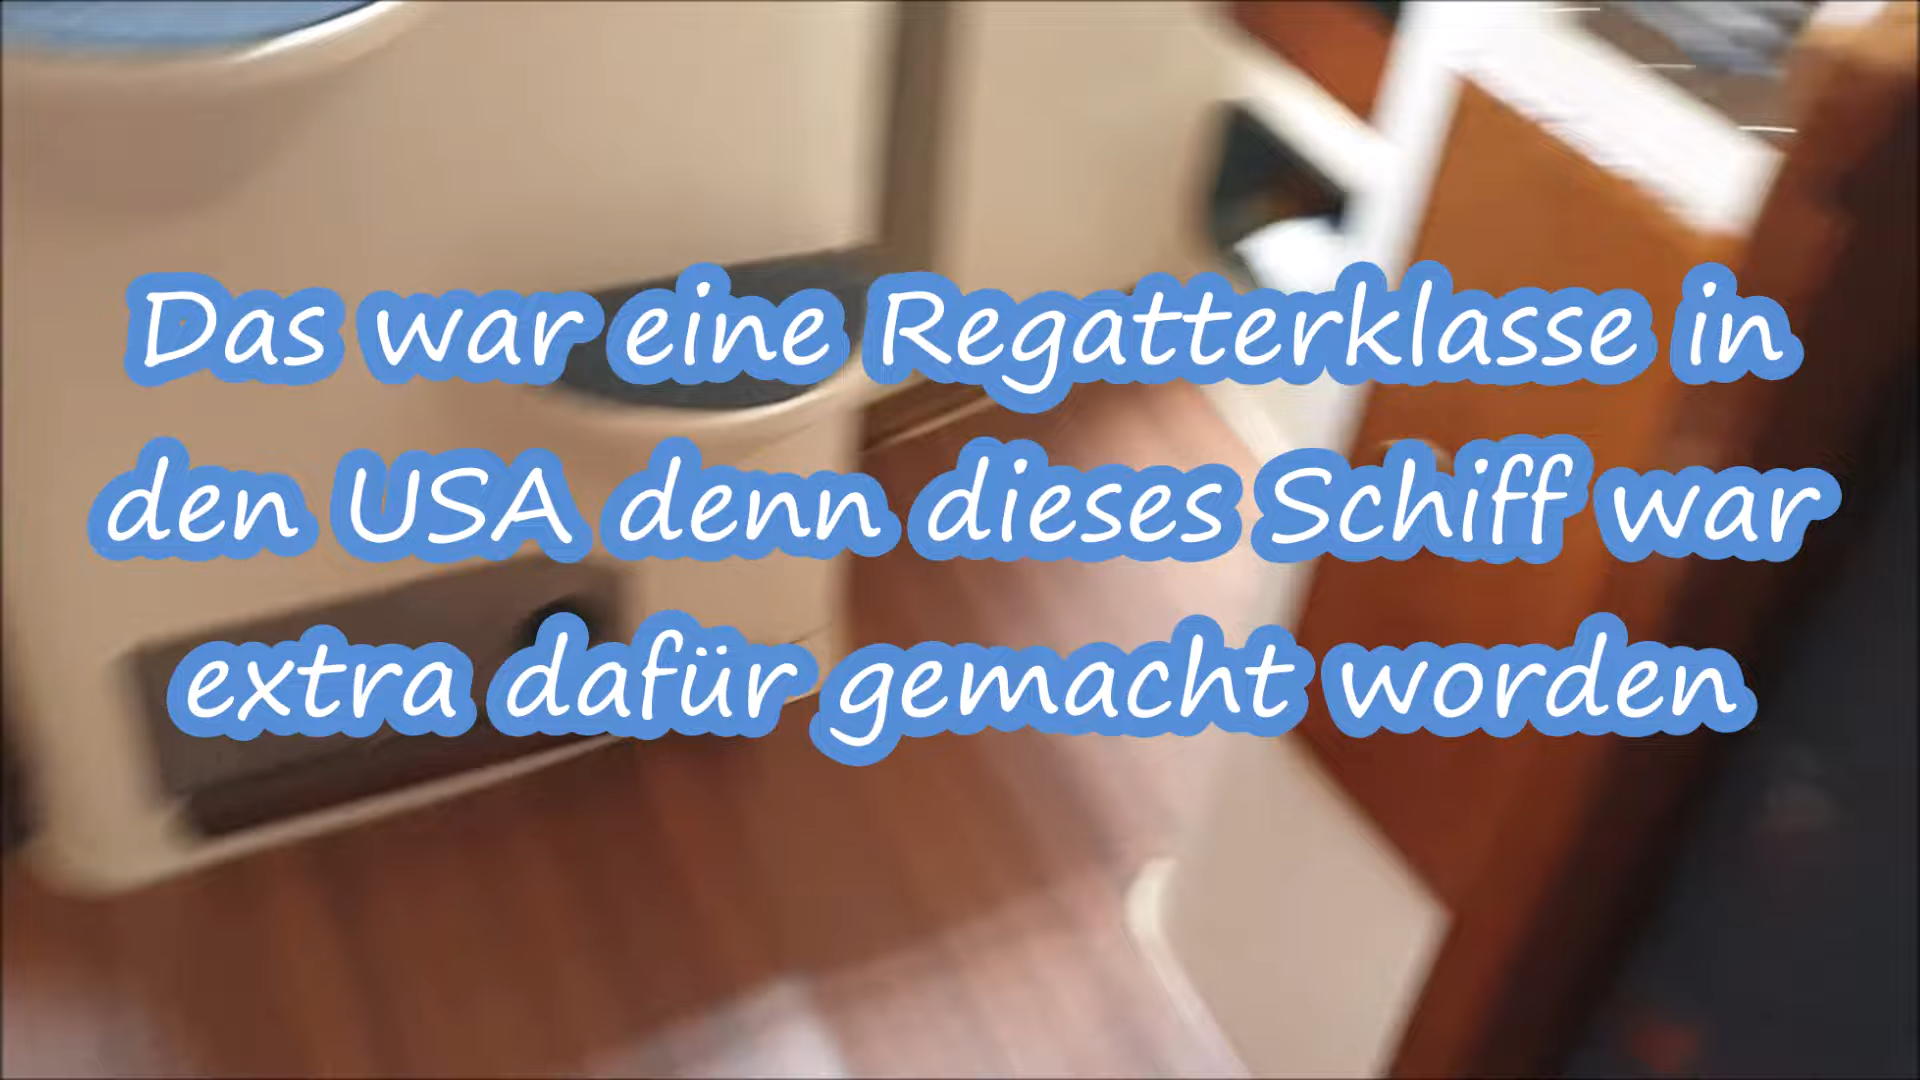 Das war eine Regatterklasse in
den USA denn dieses Schiff war
extra dafür gemacht worden